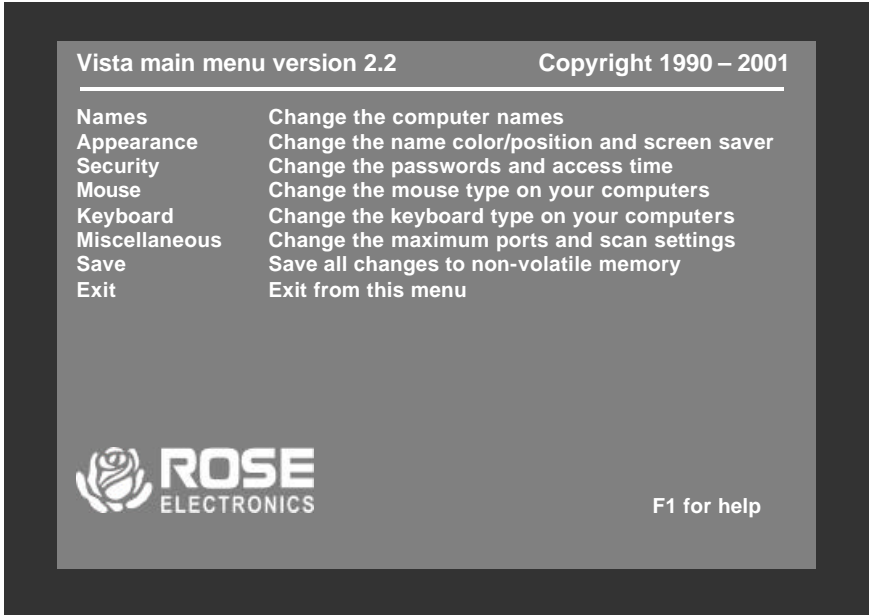 Vista main menu version 2.2 Copyright 1990 – 2001
Names Change the computer names
Appearance Change the name color/position and screen saver
Security Change the passwords and access time
Mouse Change the mouse type on your computers
Keyboard Change the keyboard type on your computers
Miscellaneous Change the maximum ports and scan settings
Save Save all changes to non-volatile memory
Exit Exit from this menu
ROSE
ELECTRONICS
F1 for help